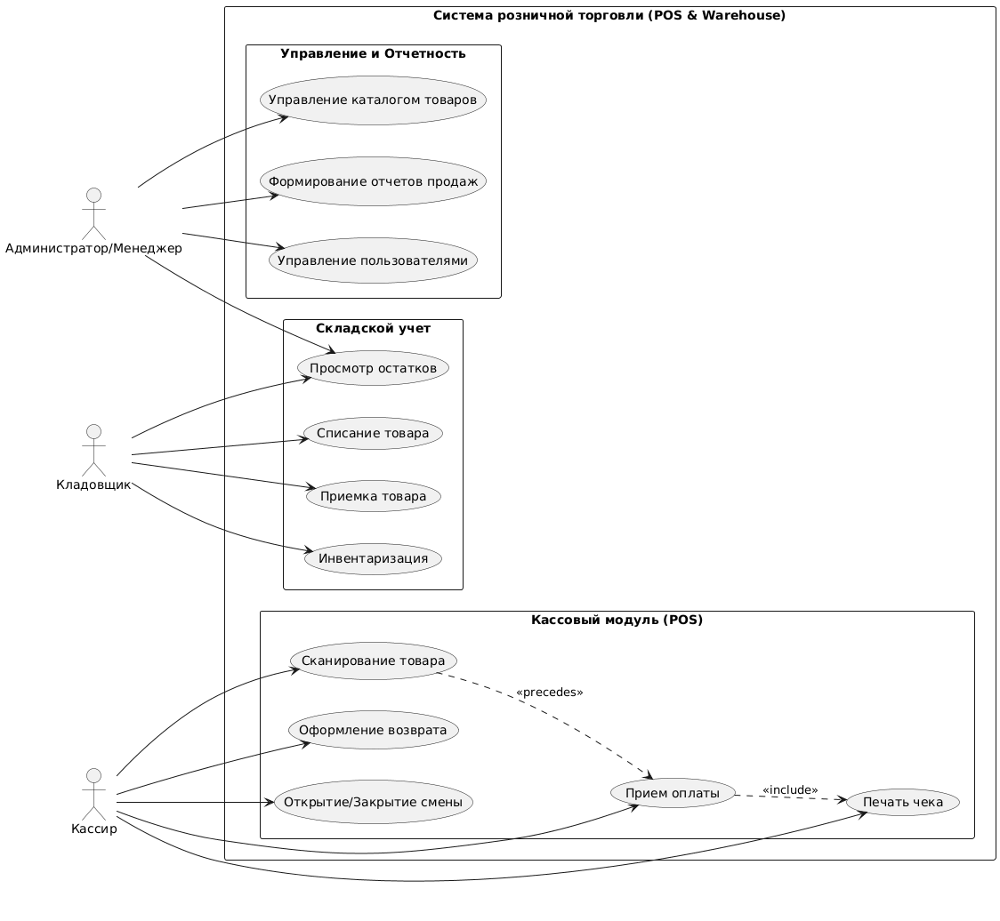 Система розничной торговли (POS & Warehouse)
Управление и Отчетность
Управление каталогом товаров
Формирование отчетов продаж
Управление пользователями
Администратор/Менеджер
Складской учет
Просмотр остатков
Списание товара
Приемка товара
Инвентаризация
Кладовщик
Кассовый модуль (POS)
Сканирование товара
«precedes»
Оформление возврата
Открытие/Закрытие смены
Прием оплаты
«include»
Печать чека
Кассир